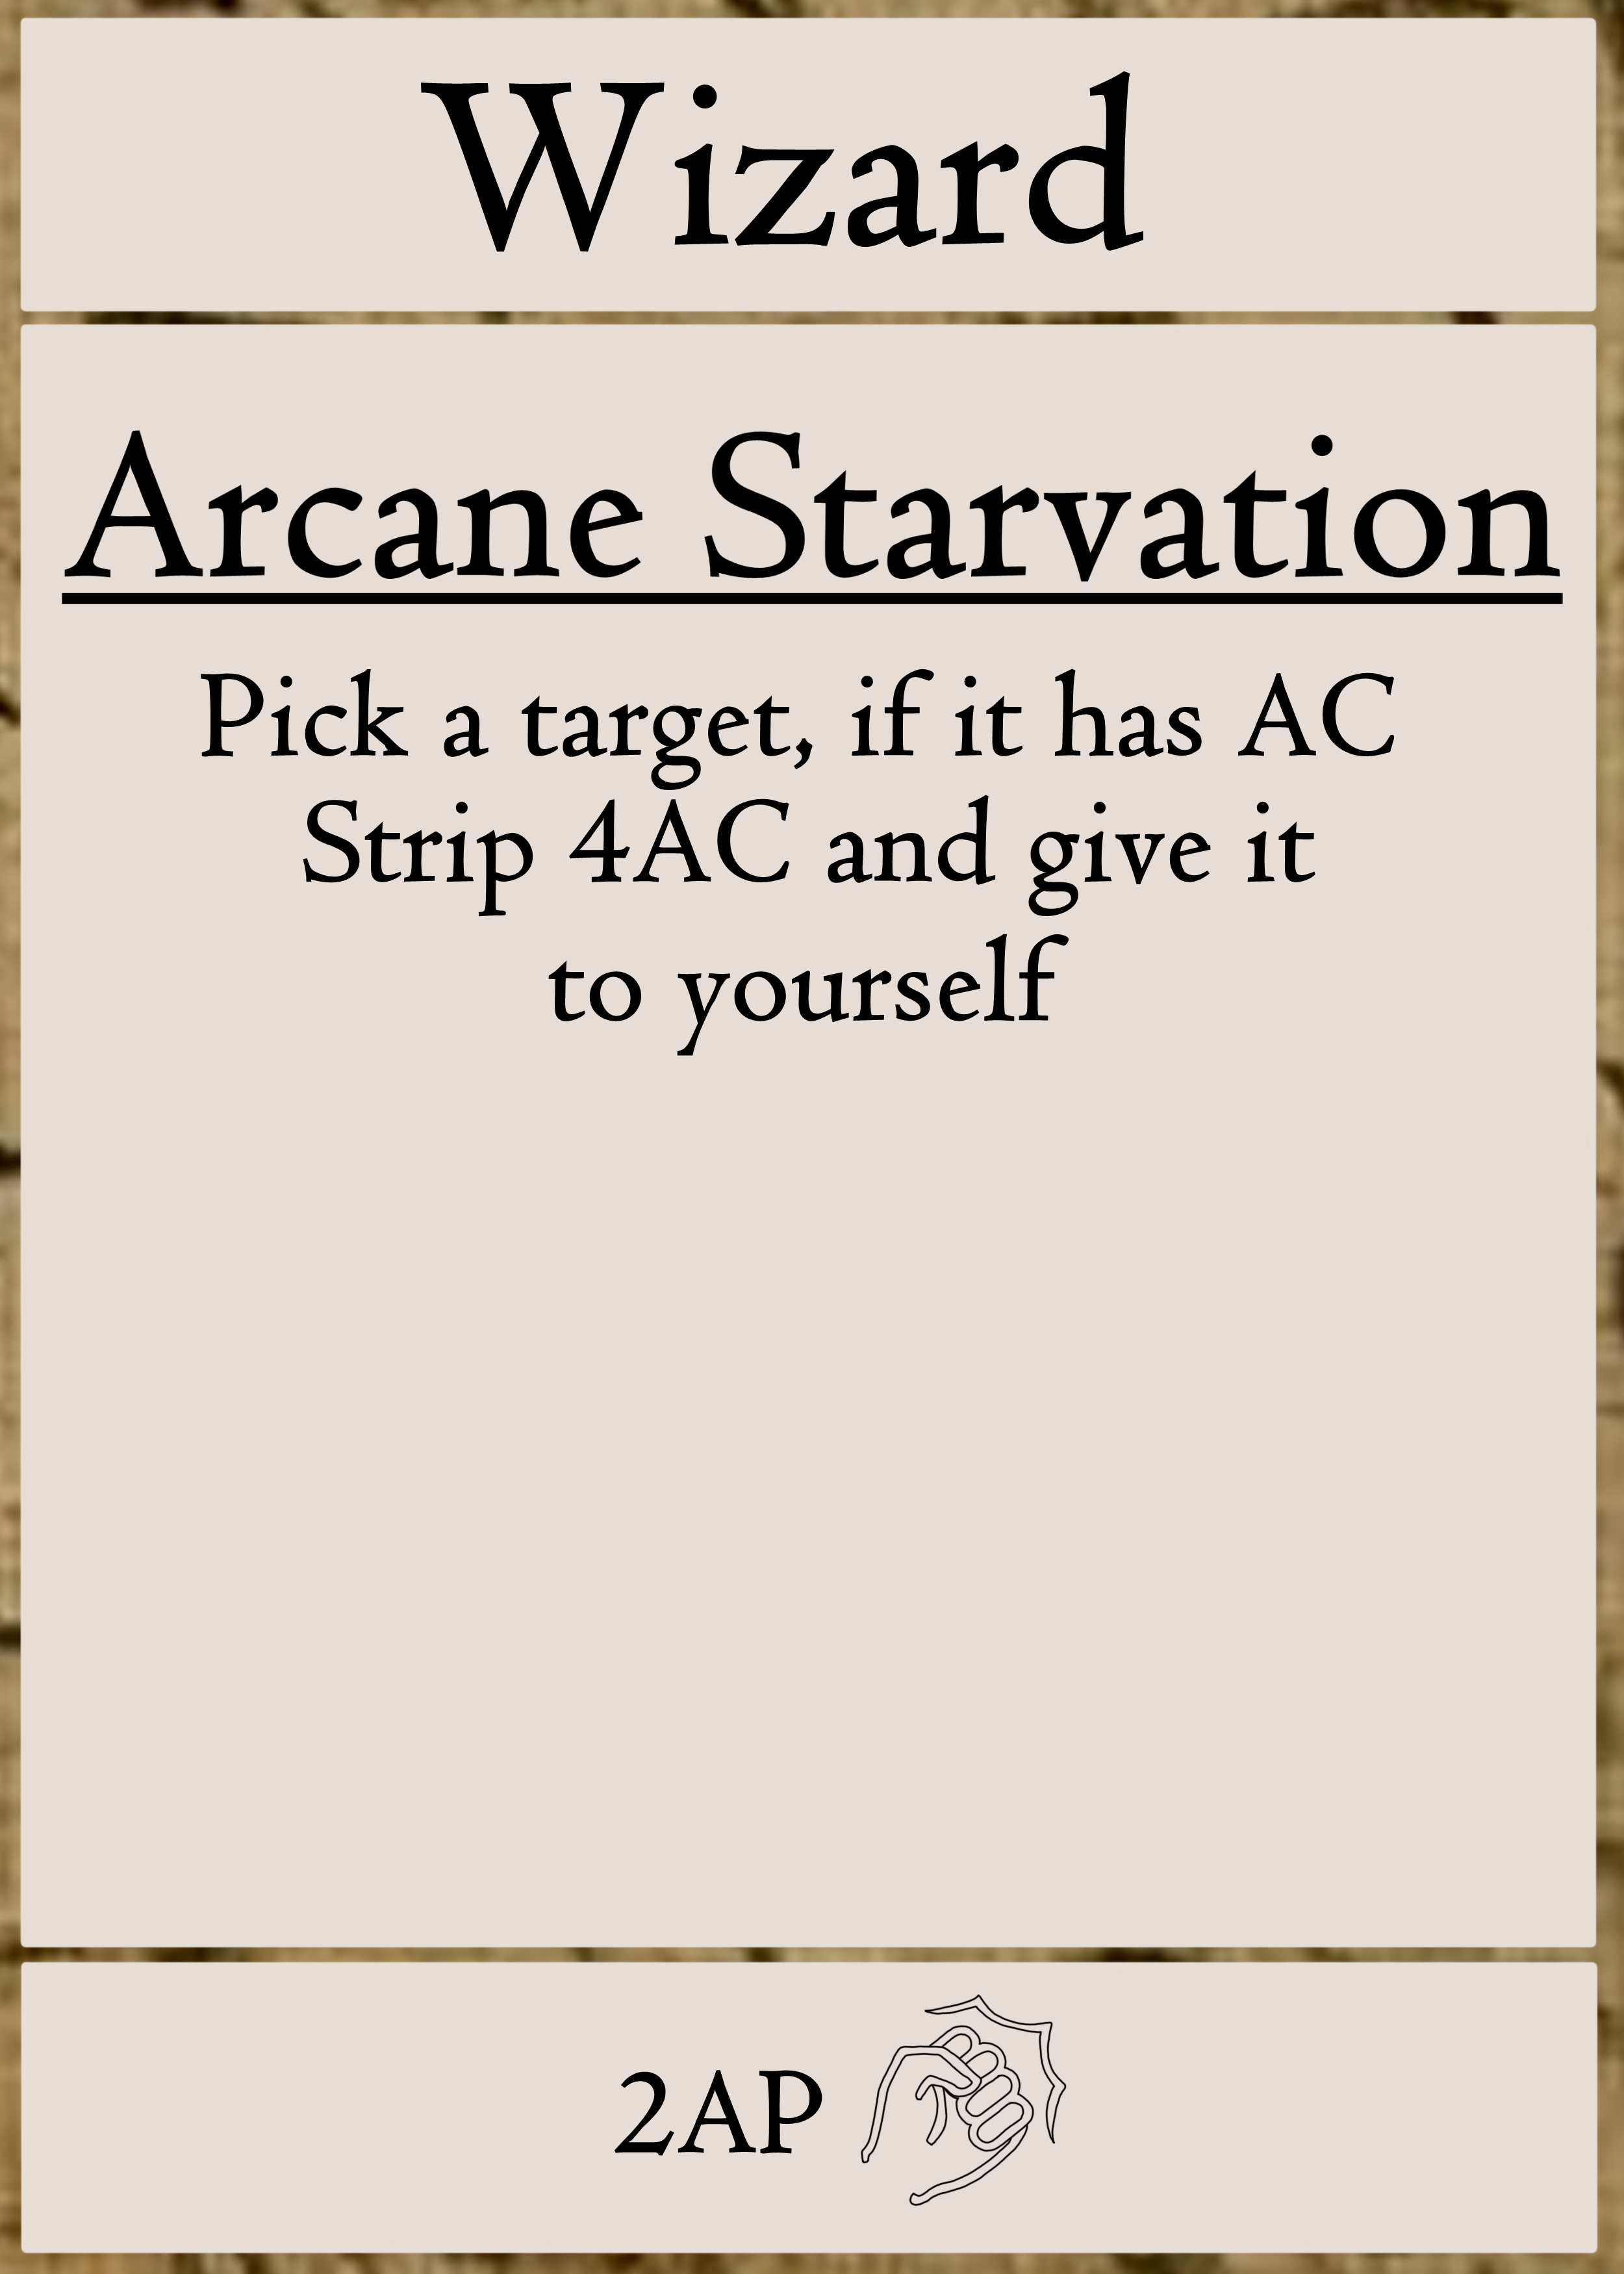 Wizard
Arcane Starvation
Pick a target, if it has AC
Strip 4AC and give it
to yourself
2AP